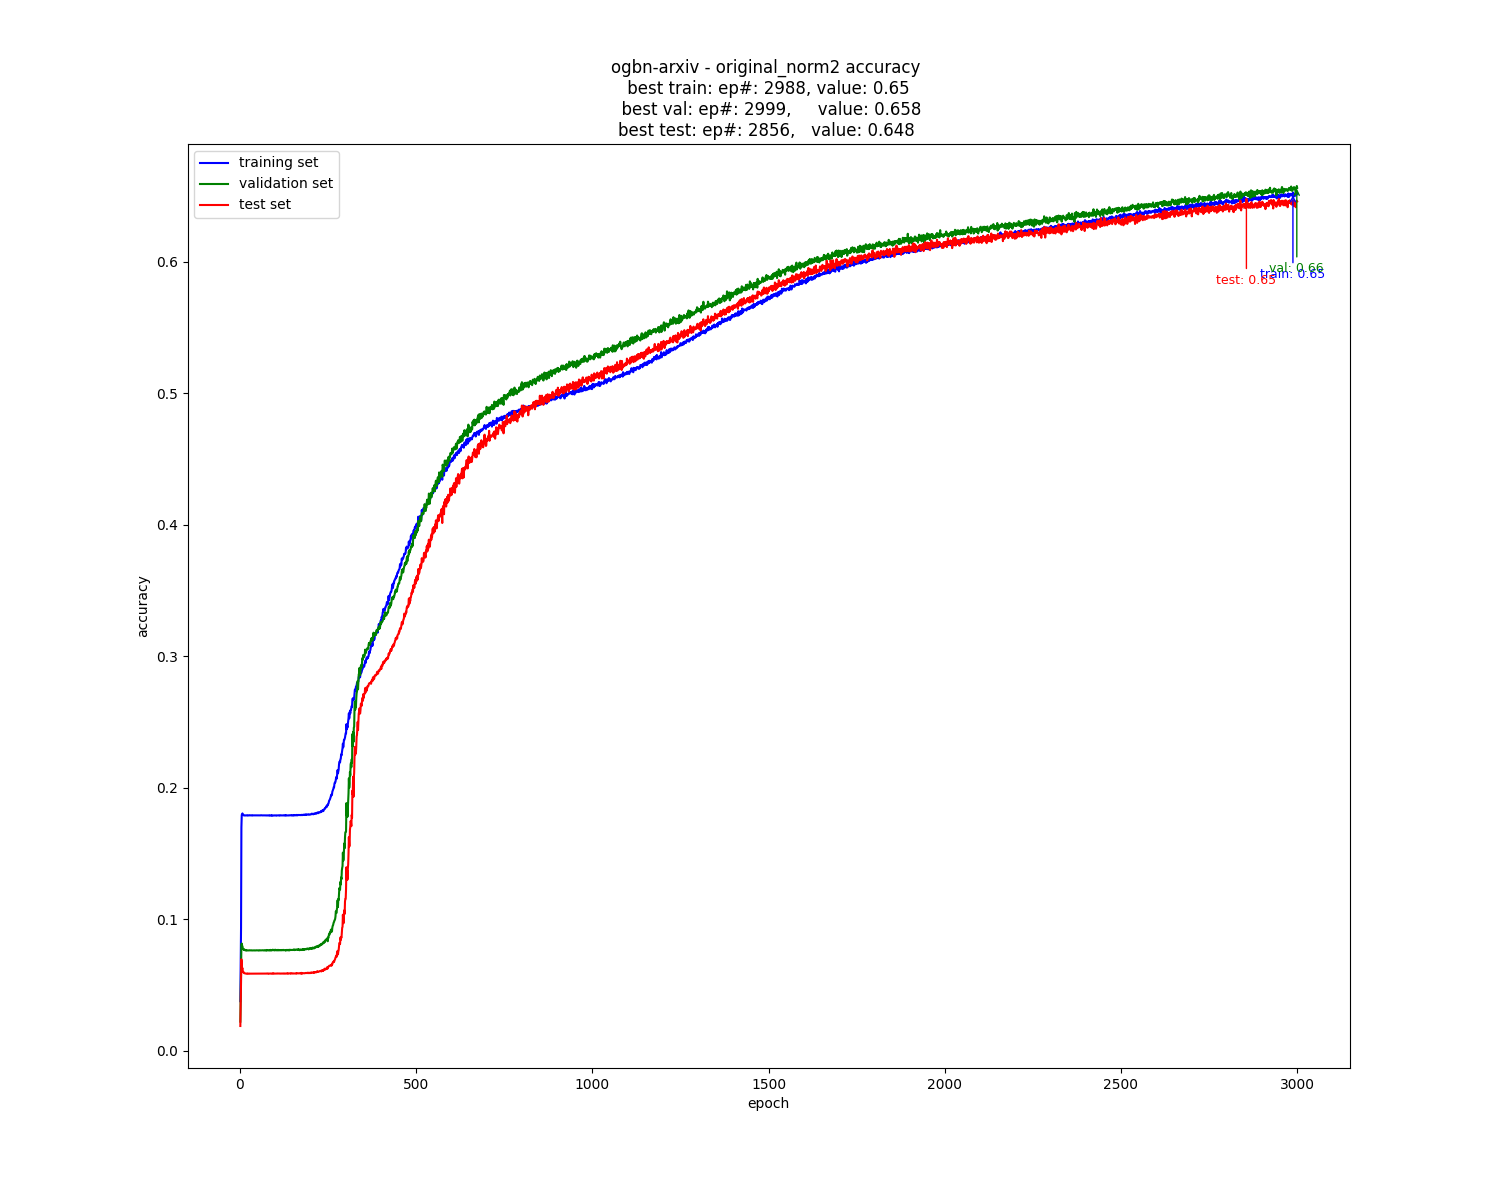 ogbn-arxiv - original_norm2 accuracy
best train: ep#: 2988, value: 0.65
best val: ep#: 2999, value: 0.658
best test: ep#: 2856, value: 0.648
training set
validation set
test set
0.6
0.5
0.4
0.3
0.2
0.1
0.0
accuracy
val: 0.66
train: 0.65
test: 0.65
0
500
1000
1500
2000
2500
3000
epoch